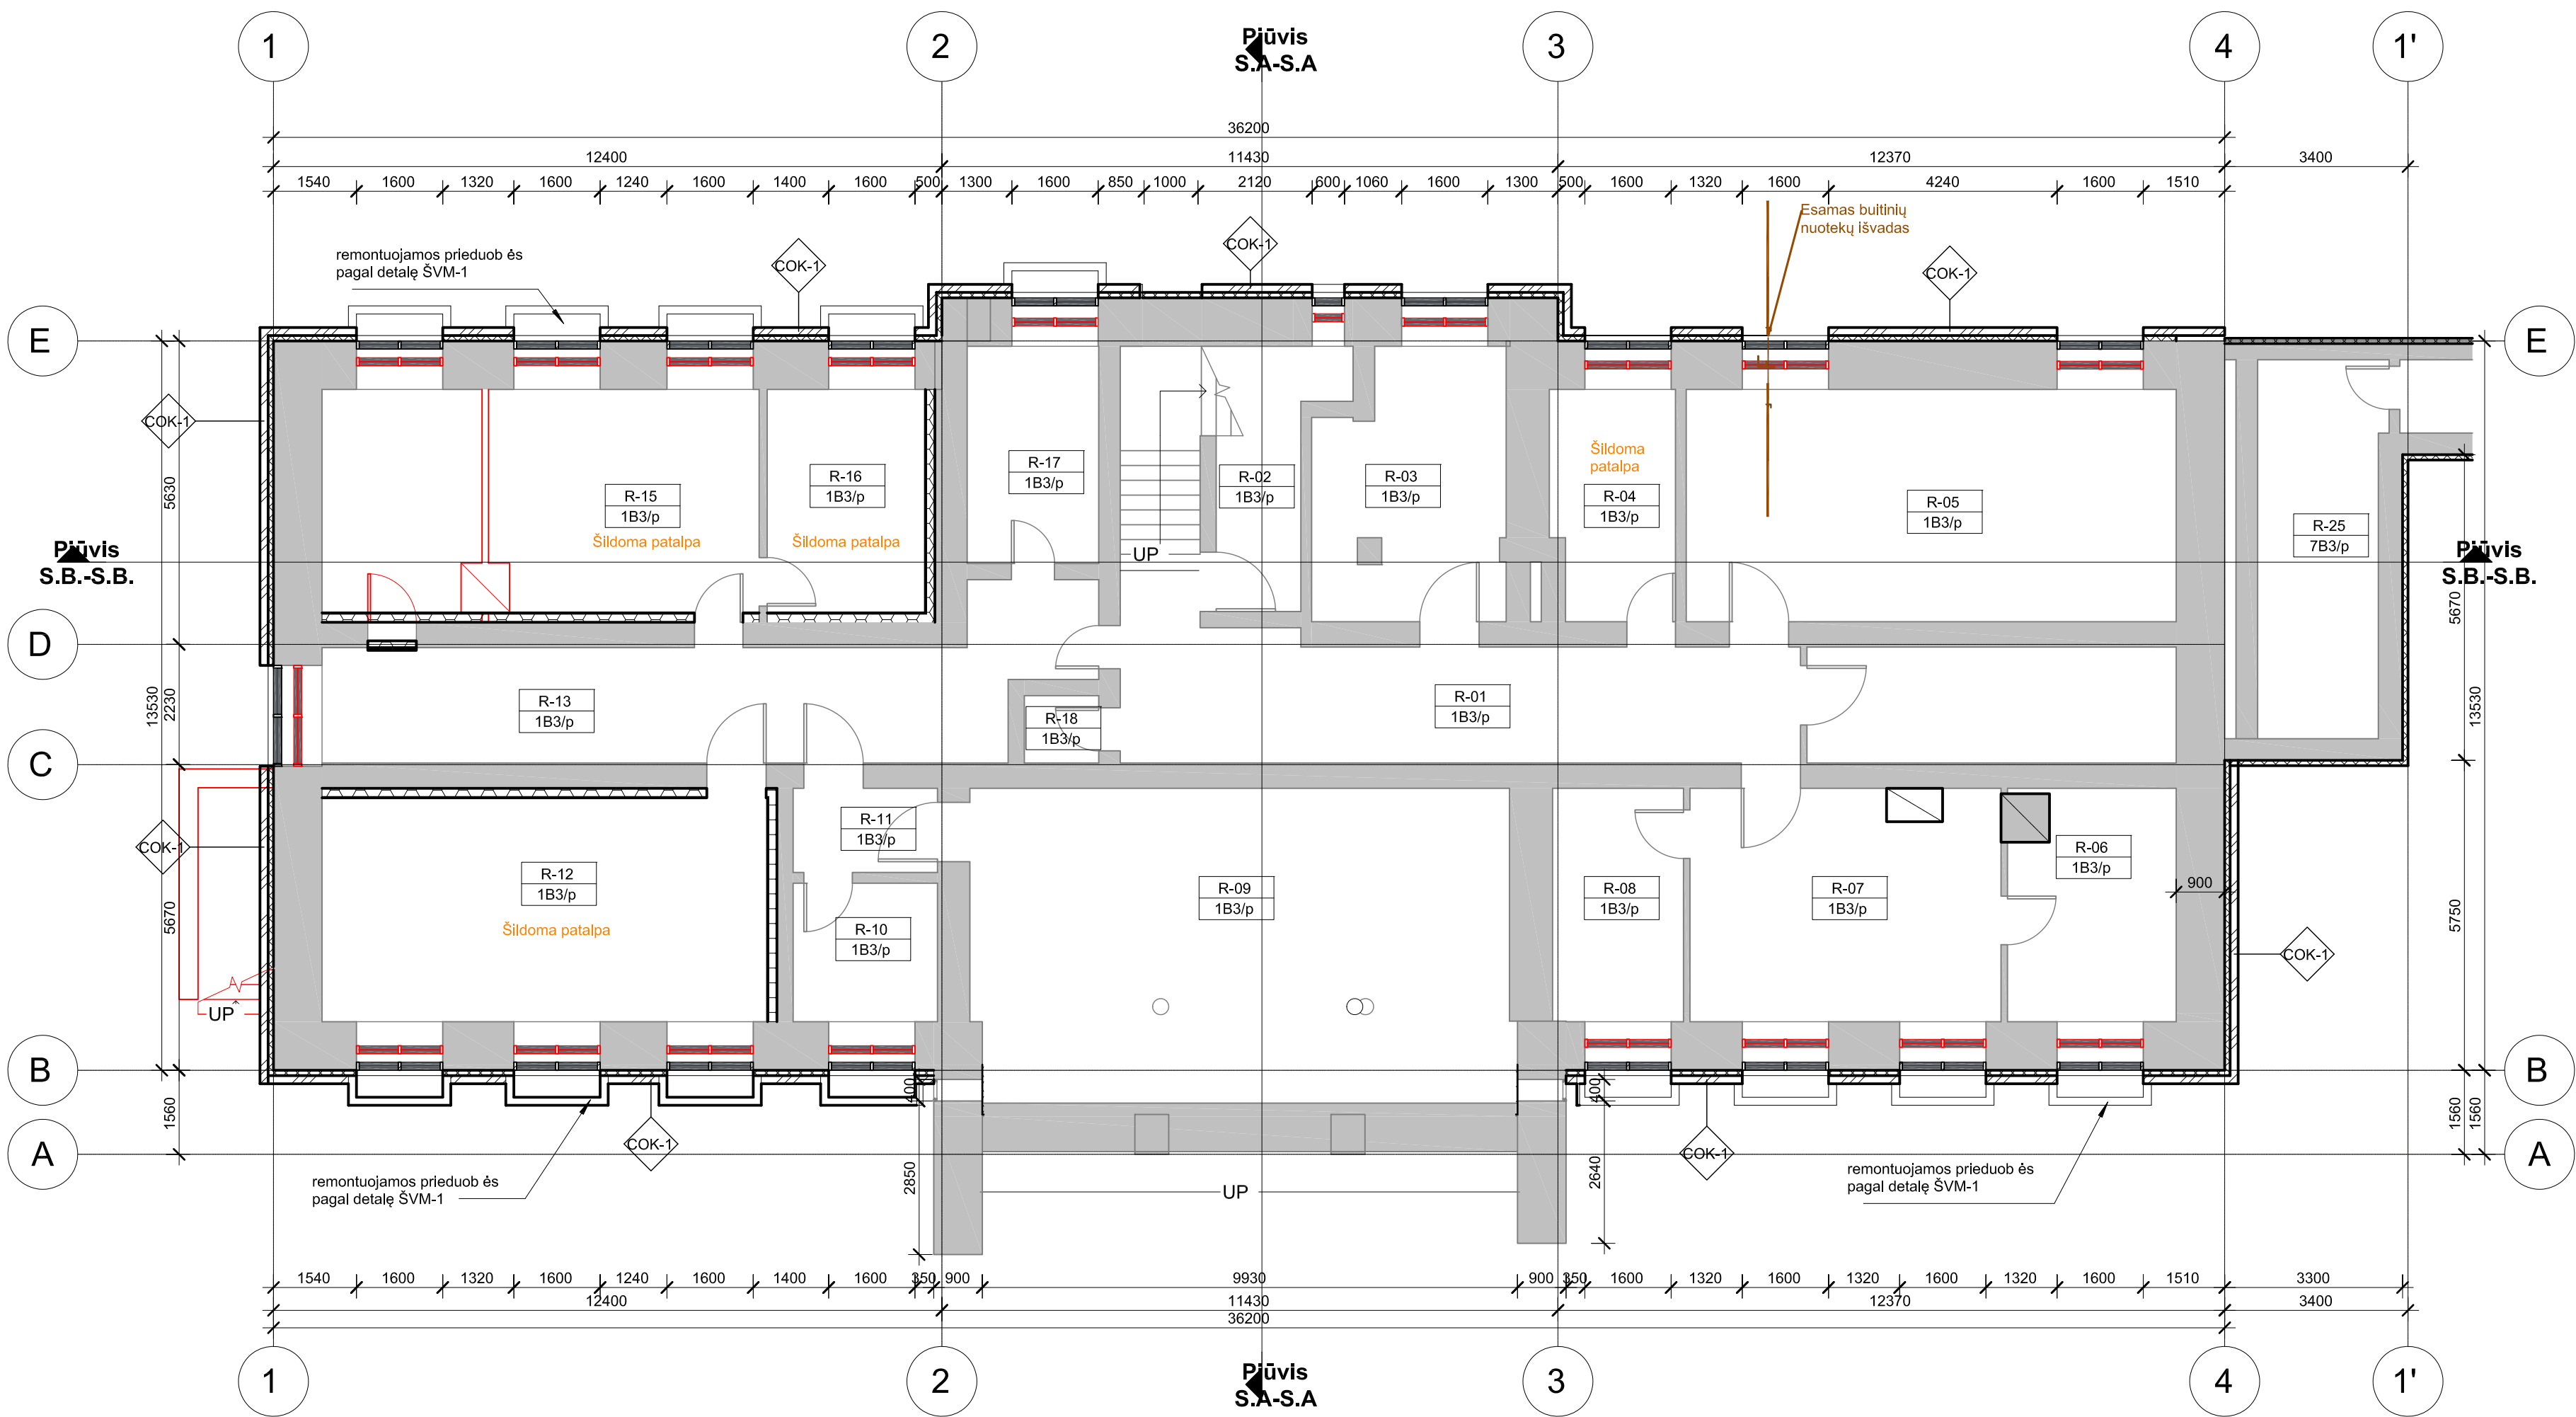 1
2
Pjūvis
S.A-S.A
3
4
1'
36200
12400
11430
12370
3400
1540
1600
1320
1600
1240
1600
1400
1600
500
1300
1600
850
1000
2120
600
1060
1600
1300
500
1600
1320
1600
4240
1600
1510
Esamas buitinių
nuotekų išvadas
remontuojamos prieduob ės
pagal detalę ŠVM-1
COK-1
COK-1
COK-1
E
E
COK-1
5630
R-17
1B3/p
R-02
1B3/p
R-03
1B3/p
Šildoma
patalpa
R-04
1B3/p
R-05
1B3/p
R-16
1B3/p
Šildoma patalpa
R-15
1B3/p
Šildoma patalpa
R-25
7B3/p
UP
Pjūvis
S.B.-S.B.
Pjūvis
S.B.-S.B.
5670
D
13530
2230
R-13
1B3/p
R-18
1B3/p
R-01
1B3/p
13530
C
COK-1
R-11
1B3/p
R-12
1B3/p
Šildoma patalpa
R-10
1B3/p
R-09
1B3/p
R-08
1B3/p
R-07
1B3/p
R-06
1B3/p
900
5670
5750
COK-1
UP
B
B
400
400
1560
1560
1560
A
A
COK-1
COK-1
remontuojamos prieduob ės
pagal detalę ŠVM-1
2850
UP
2640
remontuojamos prieduob ės
pagal detalę ŠVM-1
1540
1600
1320
1600
1240
1600
1400
1600
350
900
9930
900
350
1600
1320
1600
1320
1600
1320
1600
1510
3300
12400
11430
12370
3400
36200
1
2
Pjūvis
S.A-S.A
3
4
1'